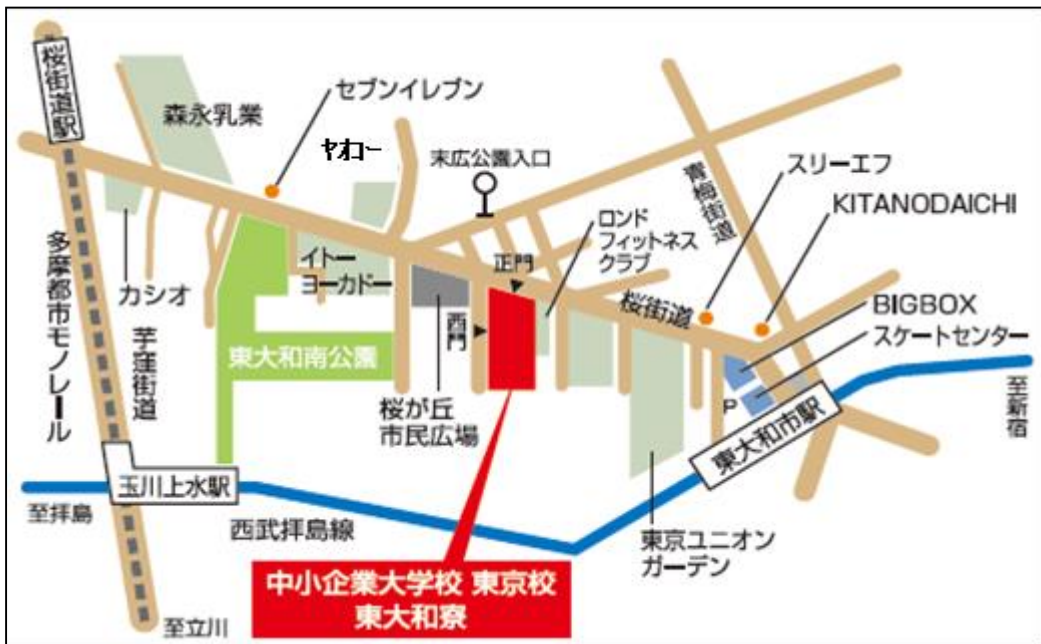 桜街道駅
森永乳業
セブンイレブン
ヤオコー
末広公園入口
青梅街道
スリーエフ
KITANODAICHI
ロンド
フィットネス
クラブ
正門
イトー
ヨーカドー
カシオ
多摩都市モノレール
芋窪街道
西門
桜街道
BIGBOX
スケートセンター
東大和南公園
桜が丘
市民広場
P
東大和市駅
至新宿
玉川上水駅
至拝島
西武拝島線
東京ユニオン
ガーデン
中小企業大学校 東京校
東大和寮
至立川